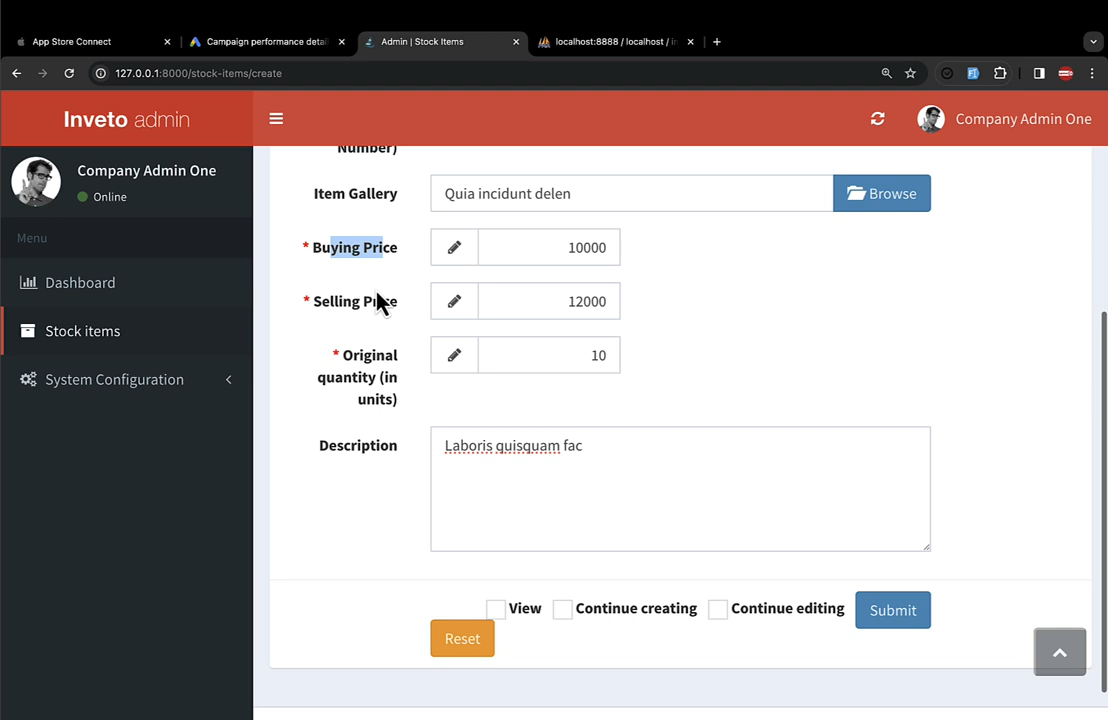 App Store Connect
Campaign performance detai
Admin | Stock Items
localhost:8888 / localhost / in
127.0.0.1:8000/stock-items/create
Inveto admin
Company Admin One
Company Admin One
Online
Menu
Dashboard
Stock items
System Configuration
Number)
Item Gallery
Quia incidunt delen
Browse
* Buying Price
10000
* Selling Price
12000
* Original
quantity (in
units)
10
Description
Laboris quisquam fac
View
Continue creating
Continue editing
Submit
Reset